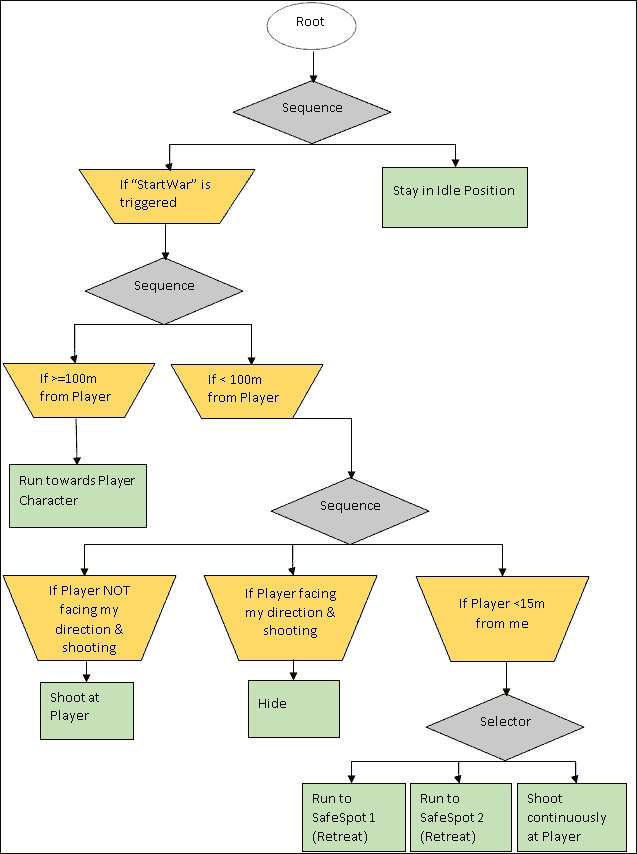 Root
Sequence
If “StartWar” is
triggered
Stay in Idle Position
Sequence
If >=100m
from Player
If < 100m
from Player
Run towards Player
Character
Sequence
If Player NOT
facing my
direction &
shooting
If Player facing
my direction &
shooting
If Player <15m
from me
Shoot at
Player
Hide
Selector
Run to
SafeSpot 1
(Retreat)
Run to
SafeSpot 2
(Retreat)
Shoot
continuously
at Player